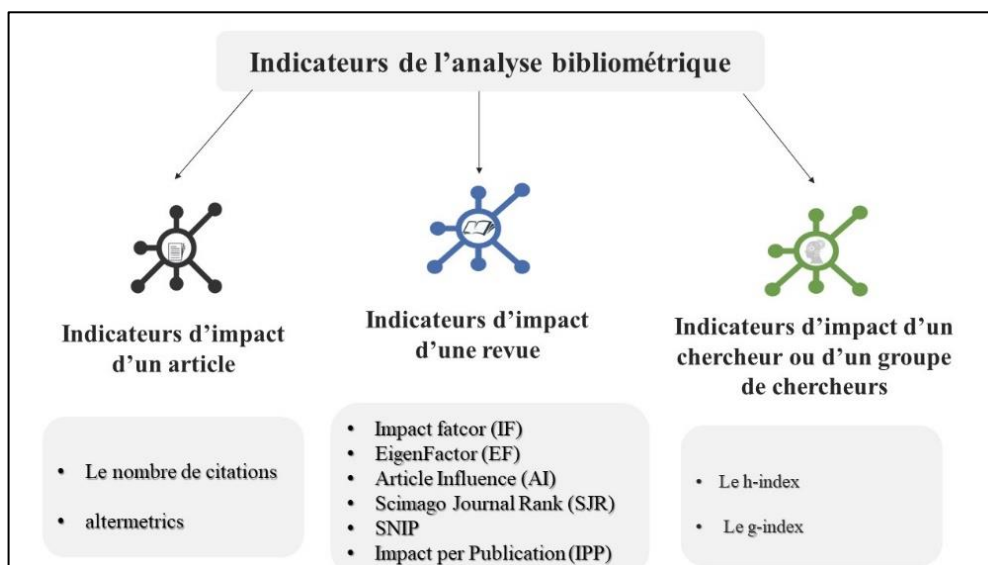 Indicateurs de l’analyse bibliométrique
Indicateurs d’impact
d’un article
Indicateurs d’impact
d’une revue
Indicateurs d’impact d’un
chercheur ou d’un groupe
de chercheurs
• Le nombre de citations
• altermetrics
• Impact fatcor (IF)
• EigenFactor (EF)
• Article Influence (AI)
• Scimago Journal Rank (SJR)
• SNIP
• Impact per Publication (IPP)
• Le h-index
• Le g-index